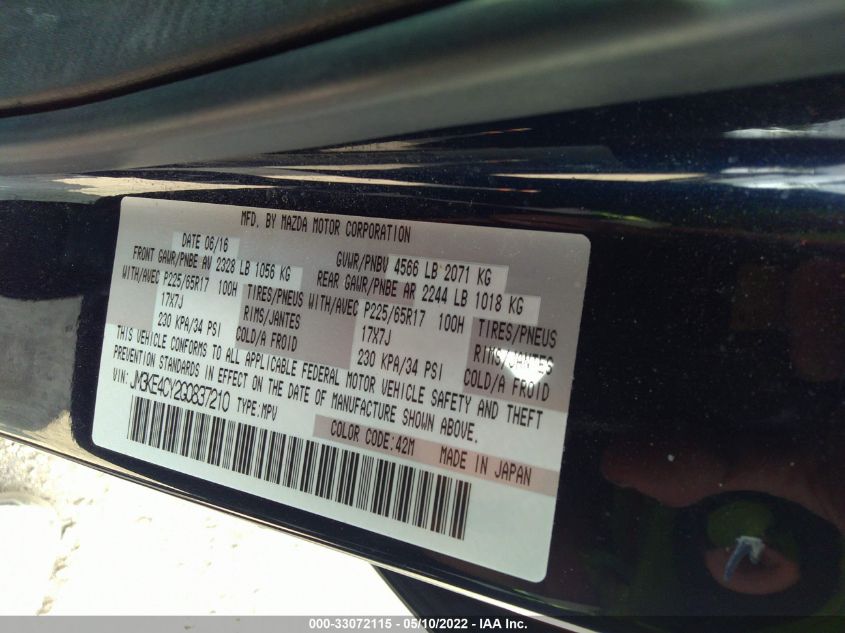 MFD. BY MAZDA MOTOR CORPORATION
DATE 06/16 GVWR/PNBV 4566 LB 2071 KG
FRONT GAWR/PNBE AV 2328 LB 1056 KG REAR GAWR/PNBE AR 2244 LB 1018 KG
WITH/AVEC P225/65R17 100H TIRES/PNEUS WITH/AVEC P225/65R17 100H TIRES/PNEUS
17X7J RIMS/JANTES 17X7J RIMS/JANTES
230 KPA/34 PSI COLD/A FROID 230 KPA/34 PSI COLD/A FROID
THIS VEHICLE CONFORMS TO ALL APPLICABLE FEDERAL MOTOR VEHICLE SAFETY AND THEFT
PREVENTION STANDARDS IN EFFECT ON THE DATE OF MANUFACTURE SHOWN ABOVE.
VIN: JM3KE4CY2G0837210 TYPE:MPV
COLOR CODE:42M MADE IN JAPAN
000-33072115 - 05/10/2022 - IAA Inc.